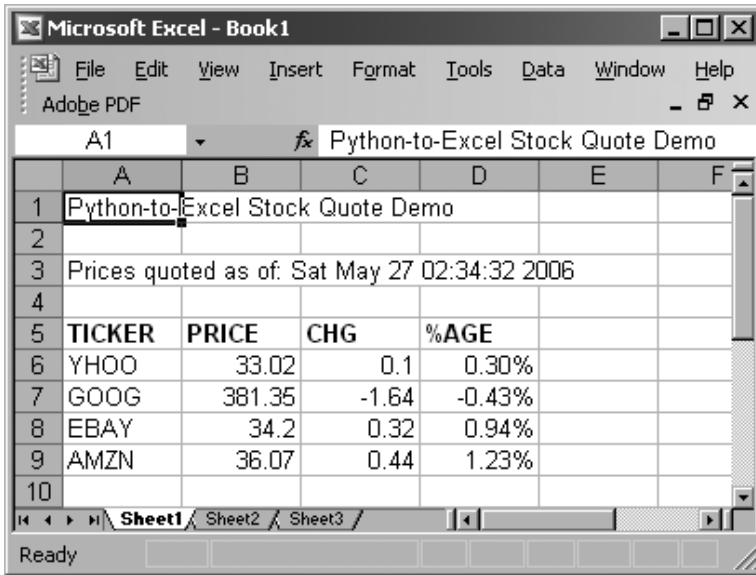 Microsoft Excel - Book1
File Edit View Insert Format Tools Data Window Help
Adobe PDF
A1 fx Python-to-Excel Stock Quote Demo
A B C D E F
1 Python-to-Excel Stock Quote Demo
2
3 Prices quoted as of: Sat May 27 02:34:32 2006
4
5 TICKER PRICE CHG %AGE
6 YHOO 33.02 0.1 0.30%
7 GOOG 381.35 -1.64 -0.43%
8 EBAY 34.2 0.32 0.94%
9 AMZN 36.07 0.44 1.23%
10
Sheet1 Sheet2 Sheet3
Ready